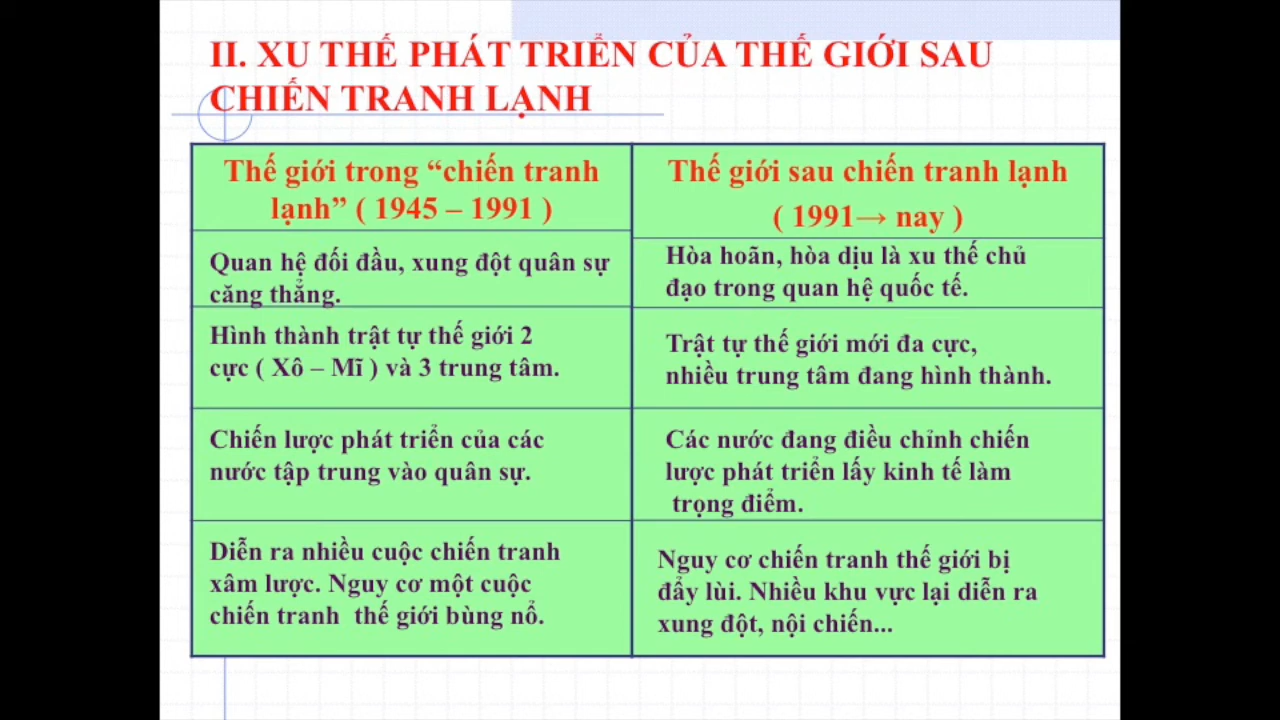 II. XU THẾ PHÁT TRIỂN CỦA THẾ GIỚI SAU
CHIẾN TRANH LẠNH
Thế giới trong “chiến tranh
lạnh” ( 1945 – 1991 )
Thế giới sau chiến tranh lạnh
( 1991→ nay )
Quan hệ đối đầu, xung đột quân sự
căng thẳng.
Hòa hoãn, hòa dịu là xu thế chủ
đạo trong quan hệ quốc tế.
Hình thành trật tự thế giới 2
cực ( Xô – Mĩ ) và 3 trung tâm.
Trật tự thế giới mới đa cực,
nhiều trung tâm đang hình thành.
Chiến lược phát triển của các
nước tập trung vào quân sự.
Các nước đang điều chỉnh chiến
lược phát triển lấy kinh tế làm
trọng điểm.
Diễn ra nhiều cuộc chiến tranh
xâm lược. Nguy cơ một cuộc
chiến tranh thế giới bùng nổ.
Nguy cơ chiến tranh thế giới bị
đẩy lùi. Nhiều khu vực lại diễn ra
xung đột, nội chiến...